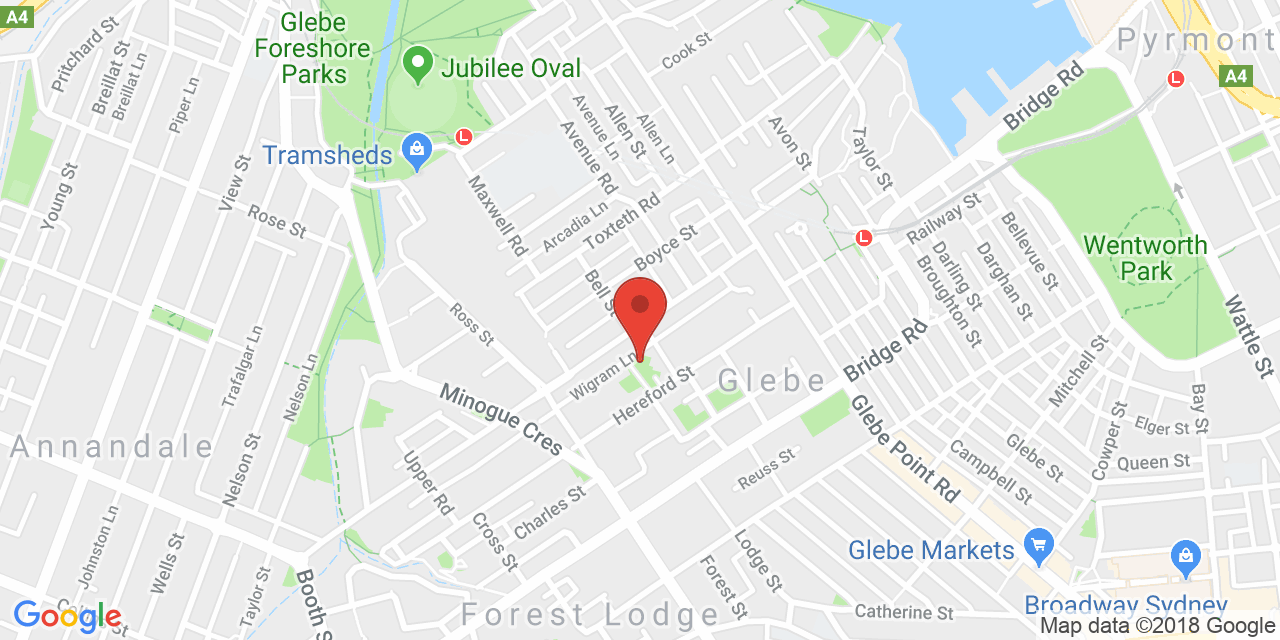 A4
Pritchard St
Breillat St
Breillat Ln
Piper Ln
Glebe
Foreshore
Parks
Jubilee Oval
Cook St
Pyrmont
A4
Bridge Rd
Tramsheds
Avenue Ln
Allen St
Allen Ln
Avenue Rd
Avon St
Taylor St
Young St
View St
Rose St
Maxwell Rd
Arcadia Ln
Toxteth Rd
Boyce St
Railway St
Bellevue St
Darghan St
Darling St
Broughton St
Wentworth
Park
Wattle St
Bell St
Ross St
Trafalgar Ln
Nelson Ln
Wigram Ln
Hereford St
Glebe
Bridge Rd
Mitchell St
Bay St
Minogue Cres
Annandale
Nelson St
Upper Rd
Charles St
Cross St
Reuss St
Glebe Point Rd
Campbell St
Glebe St
Cowper St
Elger St
Queen St
Johnston Ln
Wells St
Taylor St
Booth S
Forest Lodge
Forest St
Lodge St
Glebe Markets
Catherine St
Broadway Sydney
Google
Map data ©2018 Google